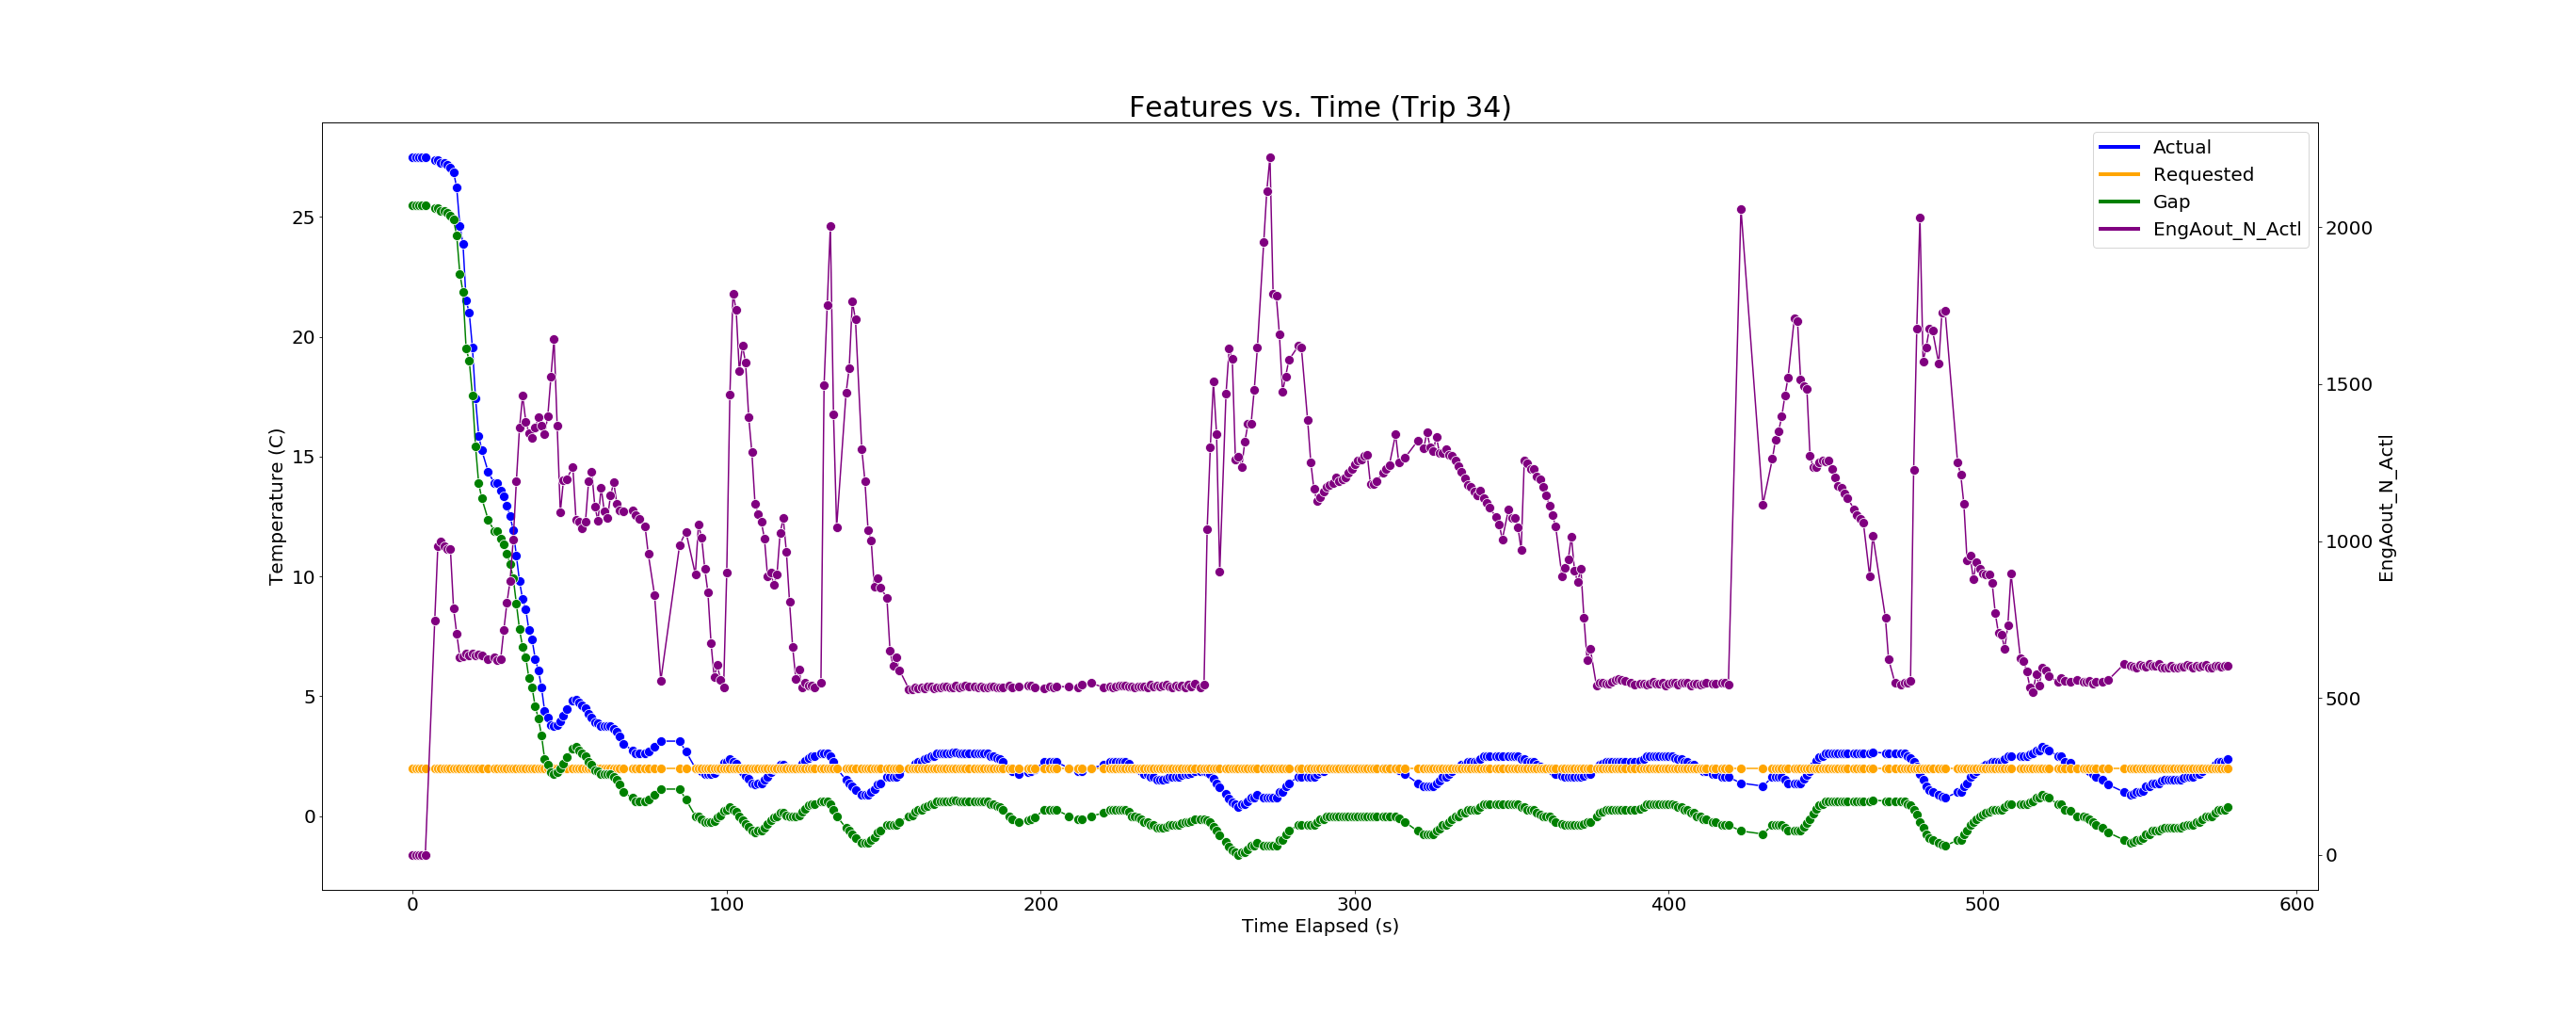 Features vs. Time (Trip 34)
Actual
Requested
Gap
EngAout_N_Actl
25
20
15
10
5
0
Temperature (C)
2000
1500
1000
500
0
EngAout_N_Actl
0 100 200 300 400 500 600
Time Elapsed (s)